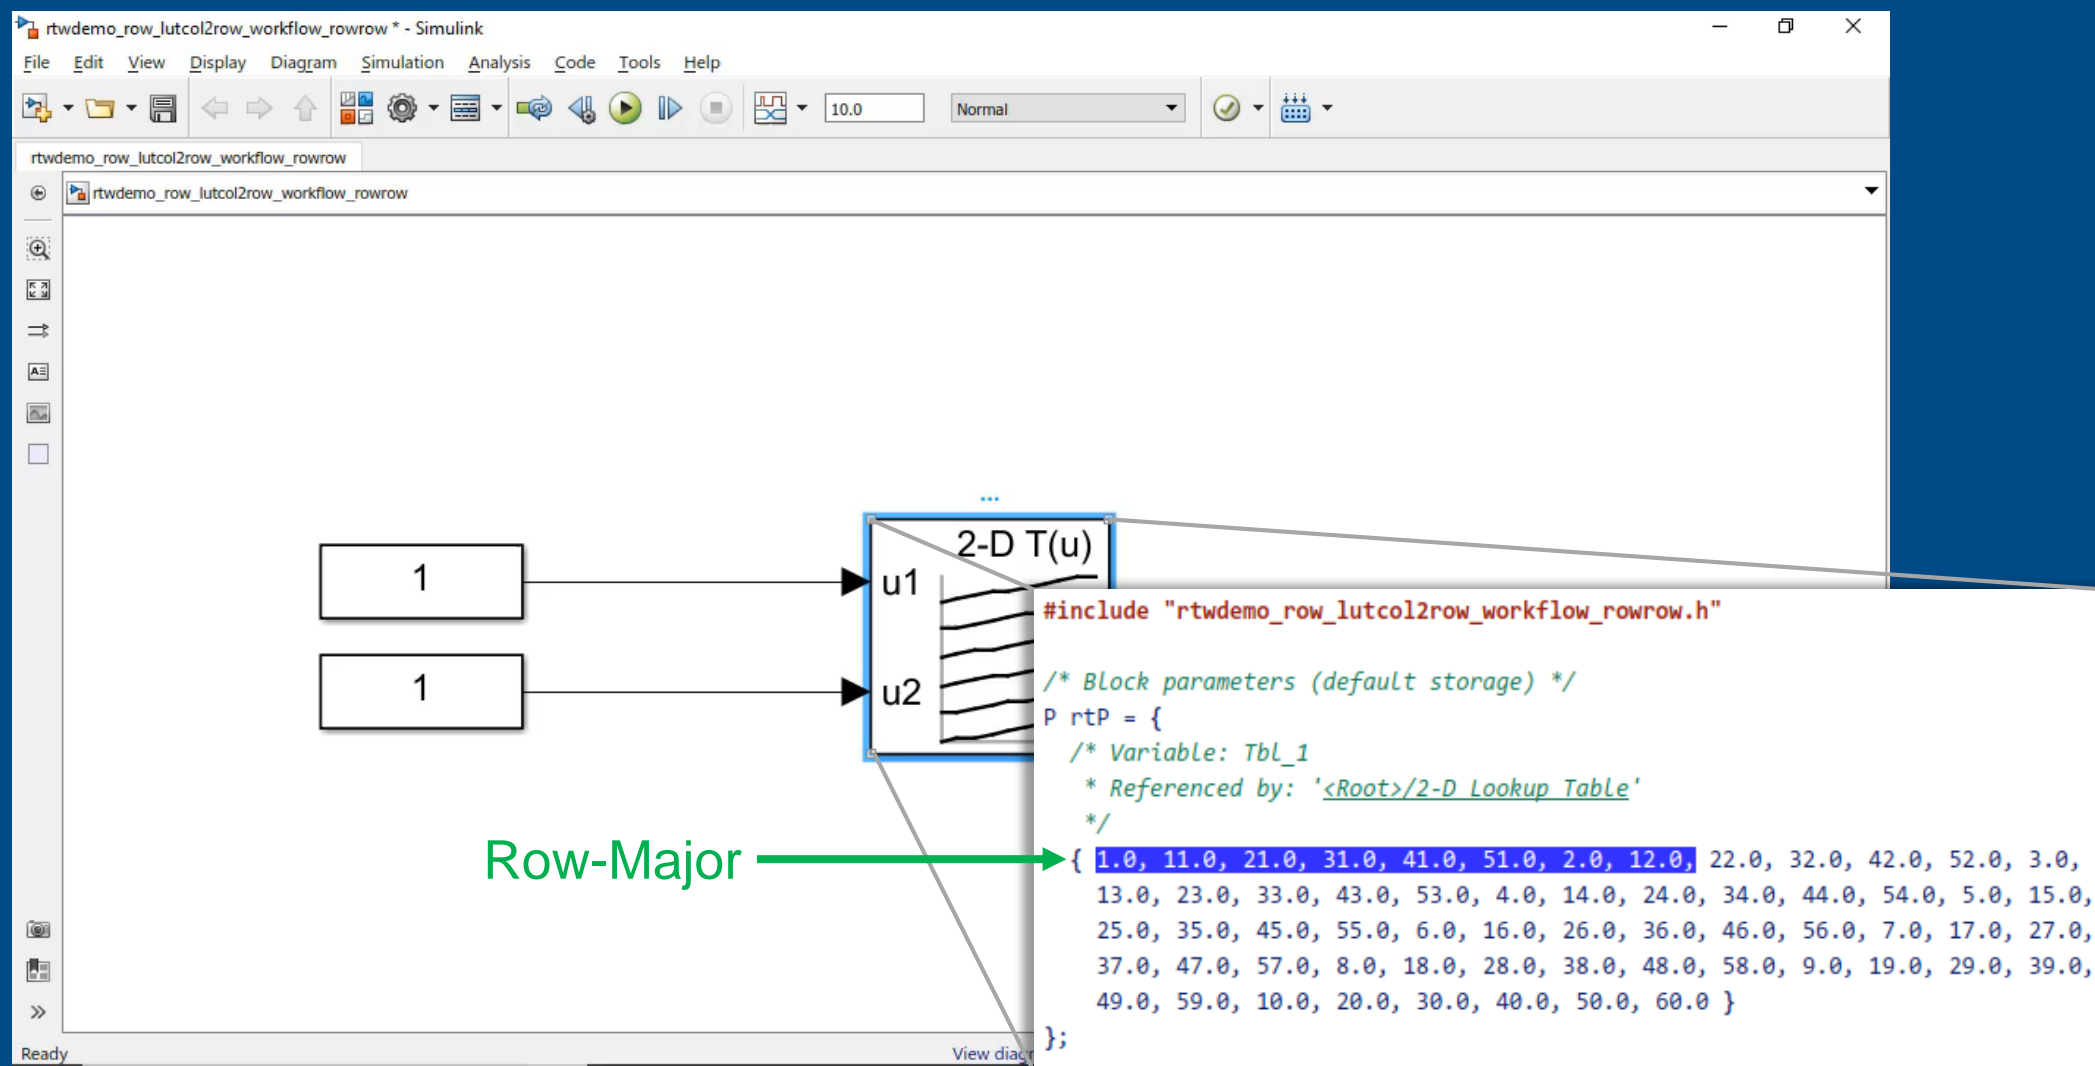 rtwdemo_row_lutcol2row_workflow_rowrow * - Simulink
File Edit View Display Diagram Simulation Analysis Code Tools Help
10.0 Normal
rtwdemo_row_lutcol2row_workflow_rowrow
rtwdemo_row_lutcol2row_workflow_rowrow
2-D T(u)
1
u1
1
u2
#include "rtwdemo_row_lutcol2row_workflow_rowrow.h"
/* Block parameters (default storage) */
P rtP = {
/* Variable: Tbl_1
* Referenced by: '<Root>/2-D Lookup Table'
*/
Row-Major
{ 1.0, 11.0, 21.0, 31.0, 41.0, 51.0, 2.0, 12.0, 22.0, 32.0, 42.0, 52.0, 3.0,
13.0, 23.0, 33.0, 43.0, 53.0, 4.0, 14.0, 24.0, 34.0, 44.0, 54.0, 5.0, 15.0,
25.0, 35.0, 45.0, 55.0, 6.0, 16.0, 26.0, 36.0, 46.0, 56.0, 7.0, 17.0, 27.0,
37.0, 47.0, 57.0, 8.0, 18.0, 28.0, 38.0, 48.0, 58.0, 9.0, 19.0, 29.0, 39.0,
49.0, 59.0, 10.0, 20.0, 30.0, 40.0, 50.0, 60.0 }
};
Ready
View